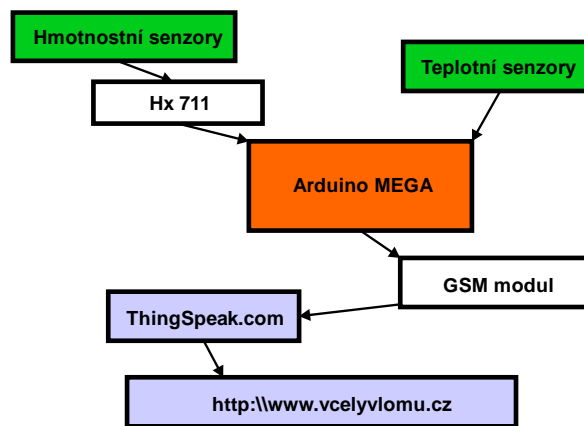 Hmotnostní senzory
Teplotní senzory
Hx 711
Arduino MEGA
GSM modul
ThingSpeak.com
http:\\www.vcelyvlomu.cz